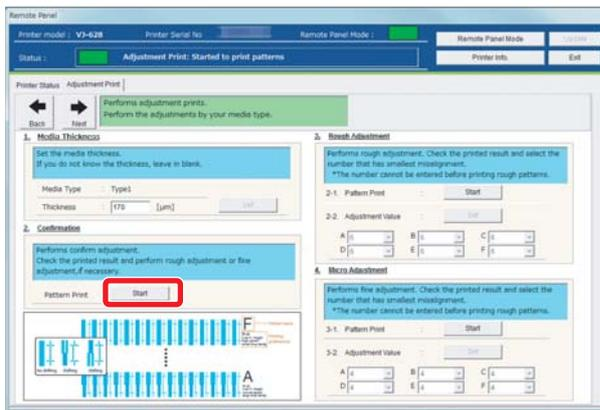 Remote Panel
Printer model : VJ-628
Printer Serial No
Remote Panel Mode :
Remote Panel Mode
Status :
Adjustment Print: Started to print patterns
Printer Info.
Exit
Printer Status
Adjustment Print
Back
Next
Performs adjustment prints.
Perform the adjustments by your media type.
1. Media Thickness
Set the media thickness.
If you do not know the thickness, leave in blank.
Media Type : Type1
Thickness : 170 [µm]
2. Confirmation
Performs confirm adjustment.
Check the printed result and perform rough adjustment or fine
adjustment,if necessary.
Pattern Print
Start
F
A
3. Rough Adjustment
Performs rough adjustment. Check the printed result and select the
number that has smallest misalignment.
*The number cannot be entered before printing rough patterns.
2-1. Pattern Print : Start
2-2. Adjustment Value :
A 6 B 6 C 6
D 6 E 6 F 6
4. Micro Adjustment
Performs fine adjustment. Check the printed result and select the
number that has smallest misalignment.
*The number cannot be entered before printing rough patterns.
3-1. Pattern Print : Start
3-2. Adjustment Value :
A 4 B 4 C 4
D 4 E 4 F 4